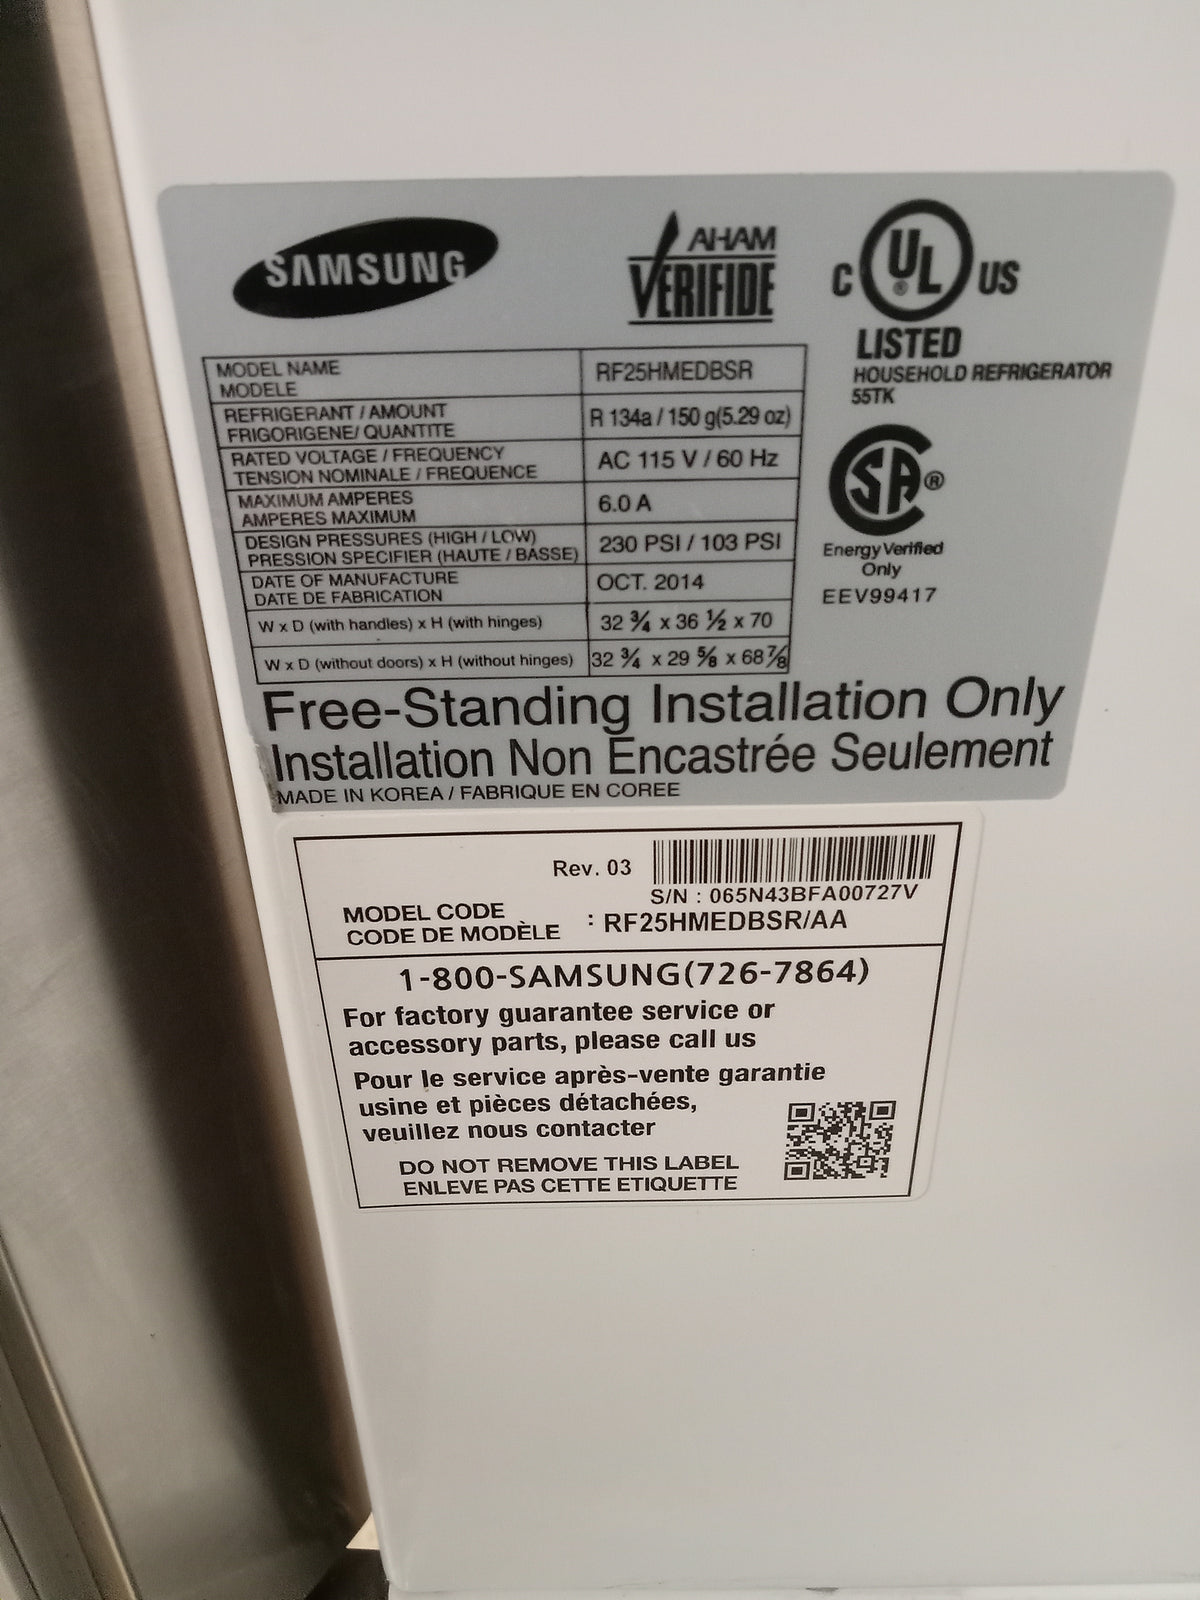 SAMSUNG
AHAM
VERIFIDE
C UL® US
LISTED
HOUSEHOLD REFRIGERATOR
55TK
SA®
Energy Verified
Only
EEV99417
MODEL NAME RF25HMEDBSR
MODELE
REFRIGERANT / AMOUNT R 134a / 150 g(5.29 oz)
FRIGORIGENE/ QUANTITE
RATED VOLTAGE / FREQUENCY AC 115 V / 60 Hz
TENSION NOMINALE / FREQUENCE
MAXIMUM AMPERES 6.0 A
AMPERES MAXIMUM
DESIGN PRESSURES (HIGH / LOW) 230 PSI / 103 PSI
PRESSION SPECIFIER (HAUTE / BASSE)
DATE OF MANUFACTURE OCT. 2014
DATE DE FABRICATION
W x D (with handles) x H (with hinges) 32 ¾ x 36 ½ x 70
W x D (without doors) x H (without hinges) 32 ¾ x 29 ⅝ x 68⅞
Free-Standing Installation Only
Installation Non Encastrée Seulement
MADE IN KOREA / FABRIQUE EN COREE
Rev. 03
S/N : 065N43BFA00727V
MODEL CODE
CODE DE MODÈLE : RF25HMEDBSR/AA
1-800-SAMSUNG(726-7864)
For factory guarantee service or
accessory parts, please call us
Pour le service après-vente garantie
usine et pièces détachées,
veuillez nous contacter
DO NOT REMOVE THIS LABEL
ENLEVE PAS CETTE ETIQUETTE